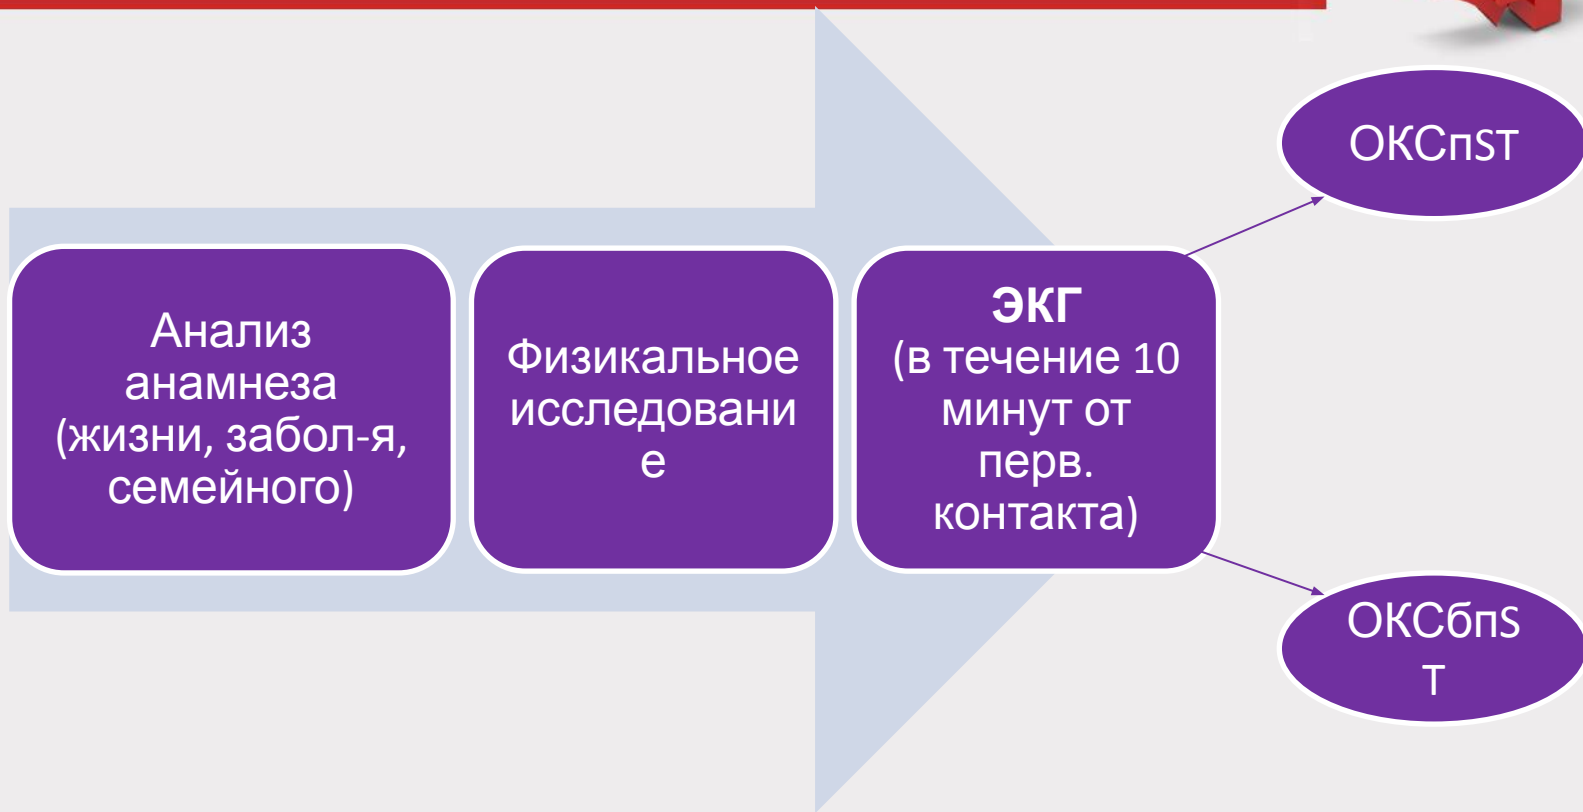 Анализ
анамнеза
(жизни, забол-я,
семейного)
Физикальное
исследовани
е
ЭКГ
(в течение 10
минут от
перв.
контакта)
ОКСпST
ОКСбпS
T